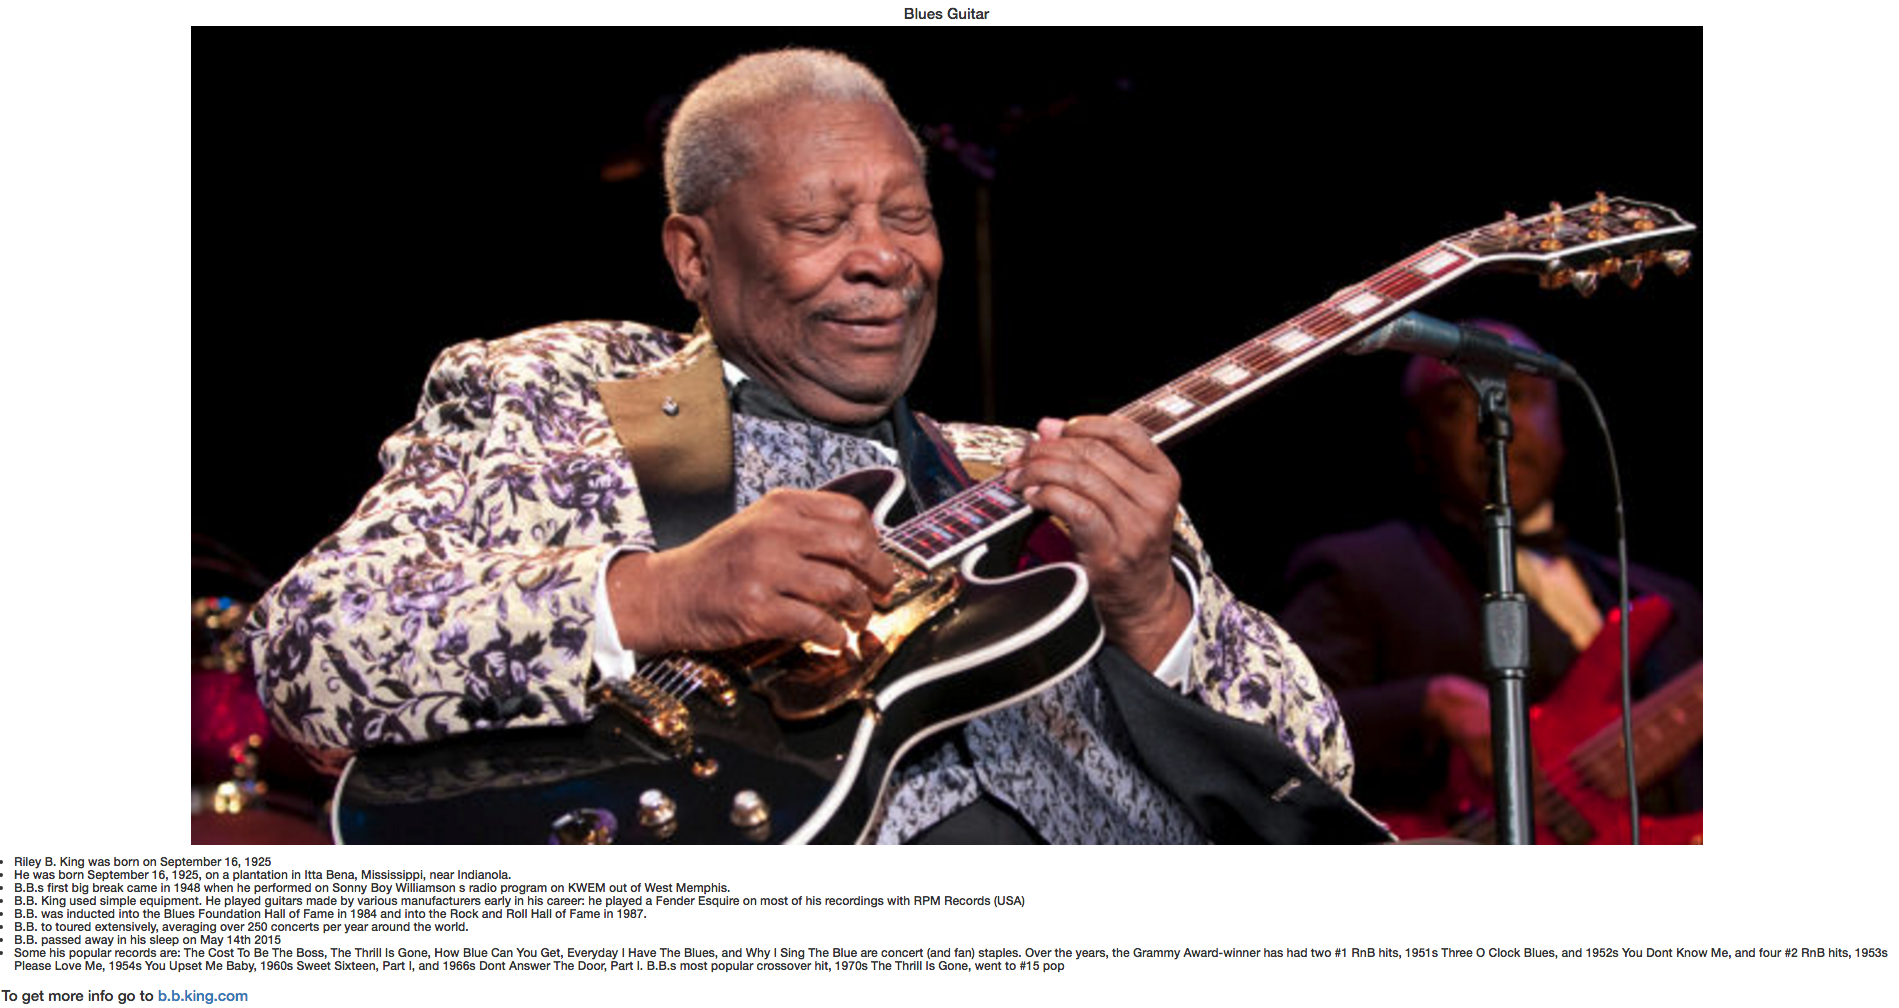 Blues Guitar
Riley B. King was born on September 16, 1925
He was born September 16, 1925, on a plantation in Itta Bena, Mississippi, near Indianola.
B.B.s first big break came in 1948 when he performed on Sonny Boy Williamson s radio program on KWEM out of West Memphis.
B.B. King used simple equipment. He played guitars made by various manufacturers early in his career: he played a Fender Esquire on most of his recordings with RPM Records (USA)
B.B. was inducted into the Blues Foundation Hall of Fame in 1984 and into the Rock and Roll Hall of Fame in 1987.
B.B. to toured extensively, averaging over 250 concerts per year around the world.
B.B. passed away in his sleep on May 14th 2015
Some his popular records are: The Cost To Be The Boss, The Thrill Is Gone, How Blue Can You Get, Everyday I Have The Blues, and Why I Sing The Blue are concert (and fan) staples. Over the years, the Grammy Award-winner has had two #1 RnB hits, 1951s Three O Clock Blues, and 1952s You Dont Know Me, and four #2 RnB hits, 1953s
Please Love Me, 1954s You Upset Me Baby, 1960s Sweet Sixteen, Part I, and 1966s Dont Answer The Door, Part I. B.B.s most popular crossover hit, 1970s The Thrill Is Gone, went to #15 pop
To get more info go to b.b.king.com